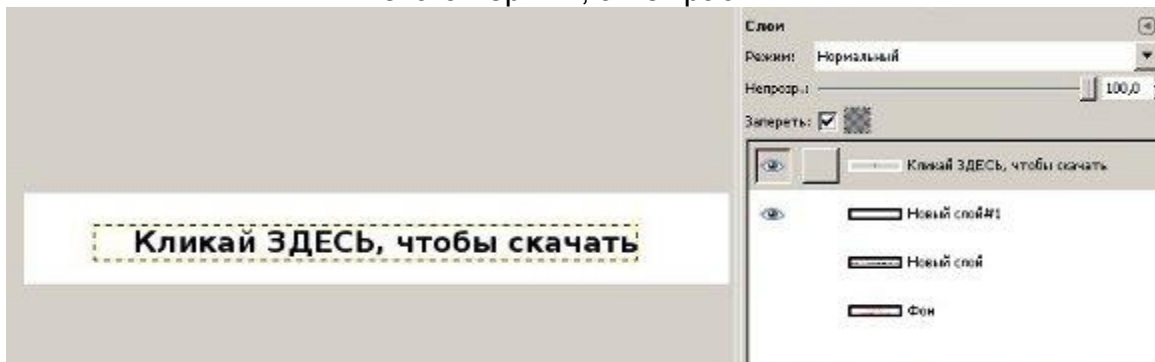 Слои
Режим: Нормальный
Непрозр.: 100,0
Запереть:
Кликай ЗДЕСЬ, чтобы скачать
Новый слой#1
Новый слой
Фон
Кликай ЗДЕСЬ, чтобы скачать